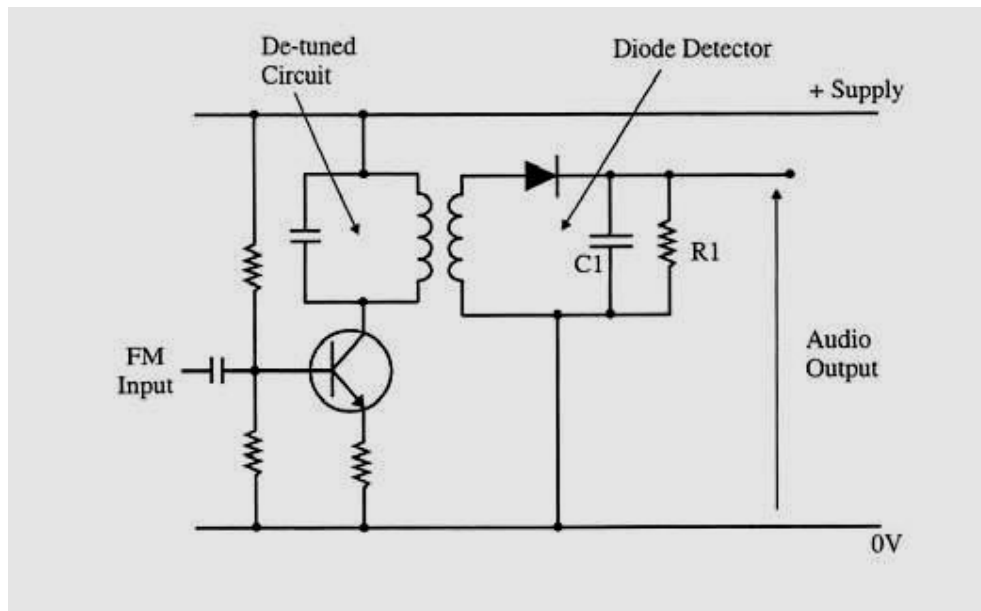 De-tuned
Circuit
Diode Detector
+ Supply
C1
R1
FM
Input
Audio
Output
0V